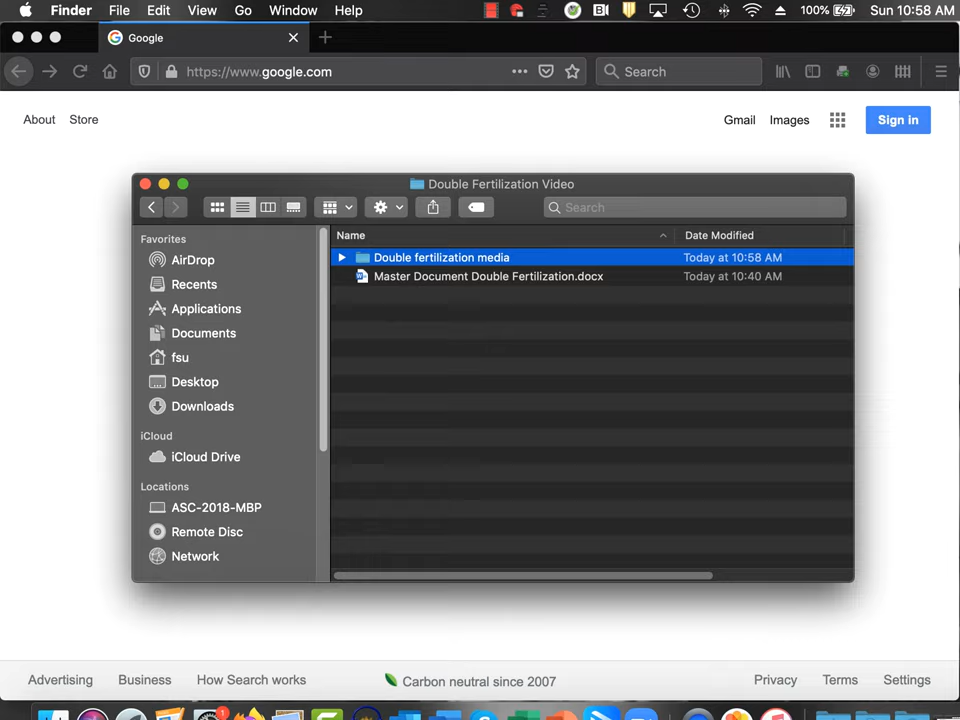 Finder File Edit View Go Window Help 100% Sun 10:58 AM
Google
https://www.google.com Search
About Store Gmail Images Sign in
Double Fertilization Video
Search
Name Date Modified
Favorites
AirDrop
Recents
Applications
Documents
fsu
Desktop
Downloads
iCloud
iCloud Drive
Locations
ASC-2018-MBP
Remote Disc
Network
Double fertilization media Today at 10:58 AM
Master Document Double Fertilization.docx Today at 10:40 AM
Advertising Business How Search works Carbon neutral since 2007 Privacy Terms Settings
1